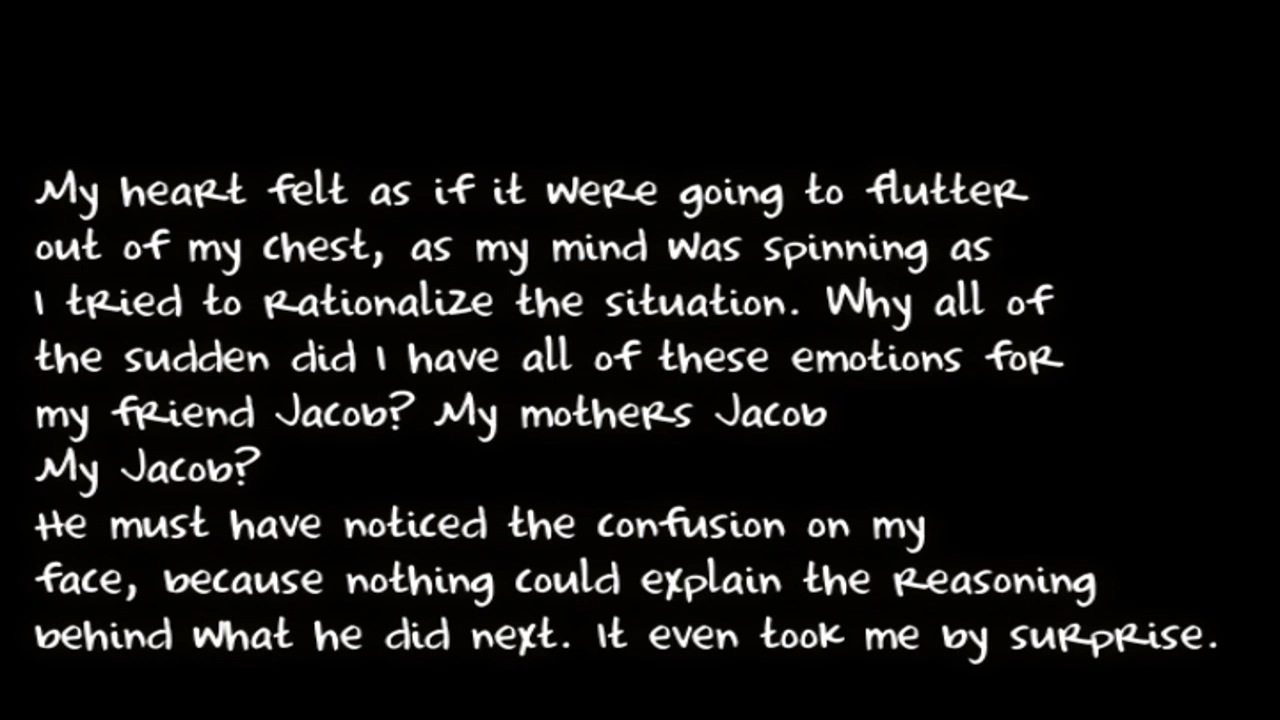 My heart felt as if it were going to flutter
out of my chest, as my mind was spinning as
I tried to rationalize the situation. Why all of
the sudden did I have all of these emotions for
my friend Jacob? My mothers Jacob
My Jacob?
He must have noticed the confusion on my
face, because nothing could explain the reasoning
behind what he did next. It even took me by surprise.